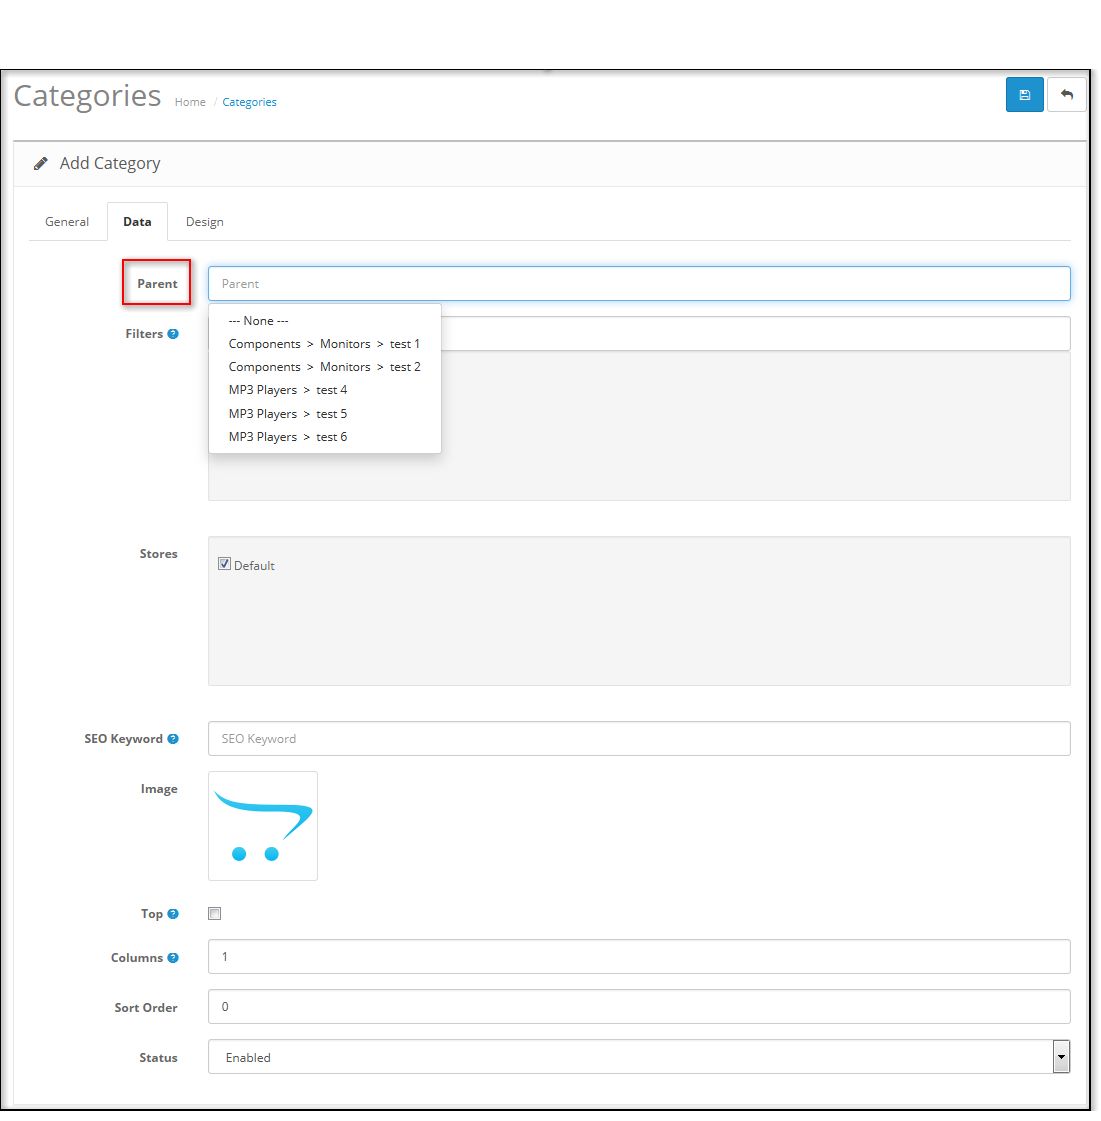 Categories Home / Categories
Add Category
General Data Design
Parent Parent
--- None ---
Filters
Components > Monitors > test 1
Components > Monitors > test 2
MP3 Players > test 4
MP3 Players > test 5
MP3 Players > test 6
Stores
Default
SEO Keyword SEO Keyword
Image
Top
Columns 1
Sort Order 0
Status Enabled